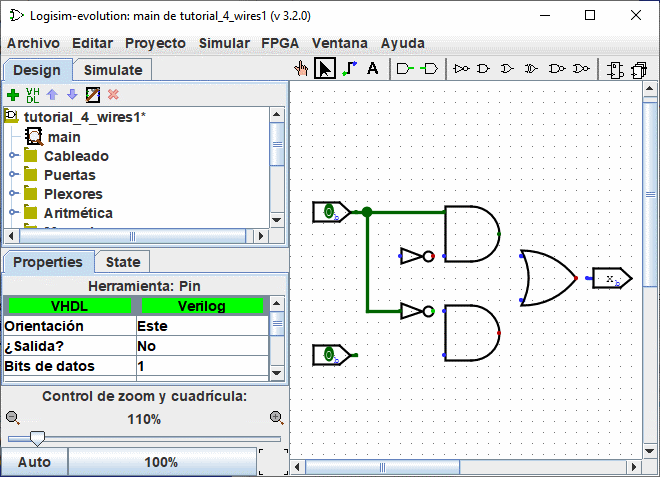 Logisim-evolution: main de tutorial_4_wires1 (v 3.2.0)
Archivo Editar Proyecto Simular FPGA Ventana Ayuda
Design Simulate
A
VH
DL
tutorial_4_wires1*
main
Cableado
Puertas
Plexores
Aritmética
Properties State
Herramienta: Pin
VHDL Verilog
Orientación Este
¿Salida? No
Bits de datos 1
Control de zoom y cuadrícula:
110%
Auto 100%
0
0
x